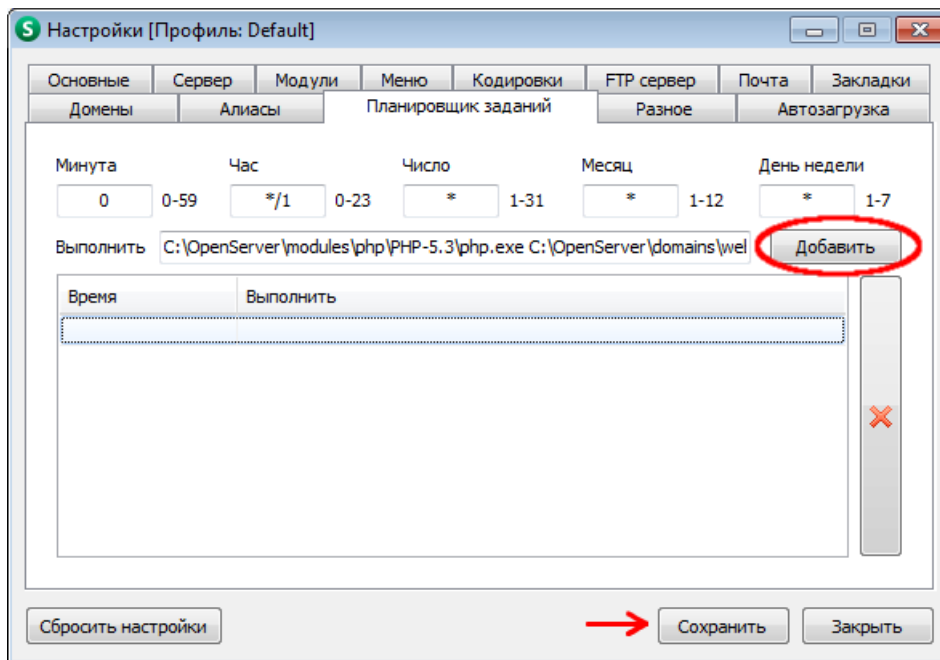 Настройки [Профиль: Default]
Основные Сервер Модули Меню Кодировки FTP сервер Почта Закладки
Домены Алиасы Планировщик заданий Разное Автозагрузка
Минута Час Число Месяц День недели
0 0-59 */1 0-23 * 1-31 * 1-12 * 1-7
Выполнить C:\OpenServer\modules\php\PHP-5.3\php.exe C:\OpenServer\domains\wel Добавить
Время Выполнить
Сбросить настройки Сохранить Закрыть